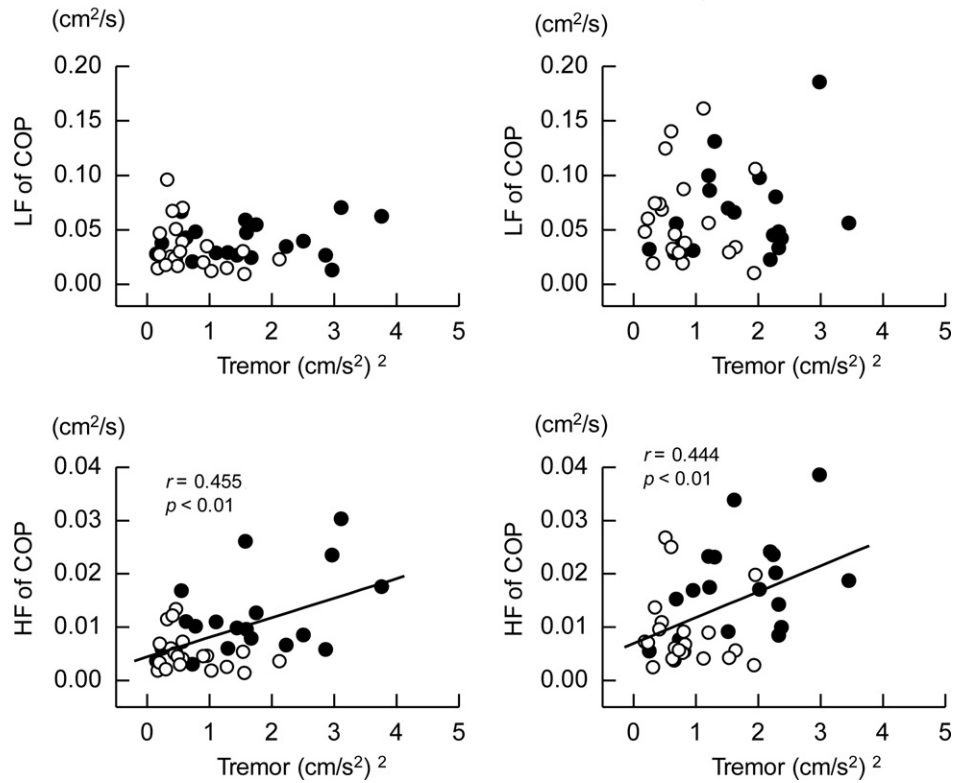 (cm²/s)
LF of COP
0.20
0.15
0.10
0.05
0.00
0 1 2 3 4 5
Tremor (cm/s²) ²
(cm²/s)
LF of COP
0.20
0.15
0.10
0.05
0.00
0 1 2 3 4 5
Tremor (cm/s²) ²
(cm²/s)
r = 0.455
p < 0.01
HF of COP
0.04
0.03
0.02
0.01
0.00
0 1 2 3 4 5
Tremor (cm/s²) ²
(cm²/s)
r = 0.444
p < 0.01
HF of COP
0.04
0.03
0.02
0.01
0.00
0 1 2 3 4 5
Tremor (cm/s²) ²